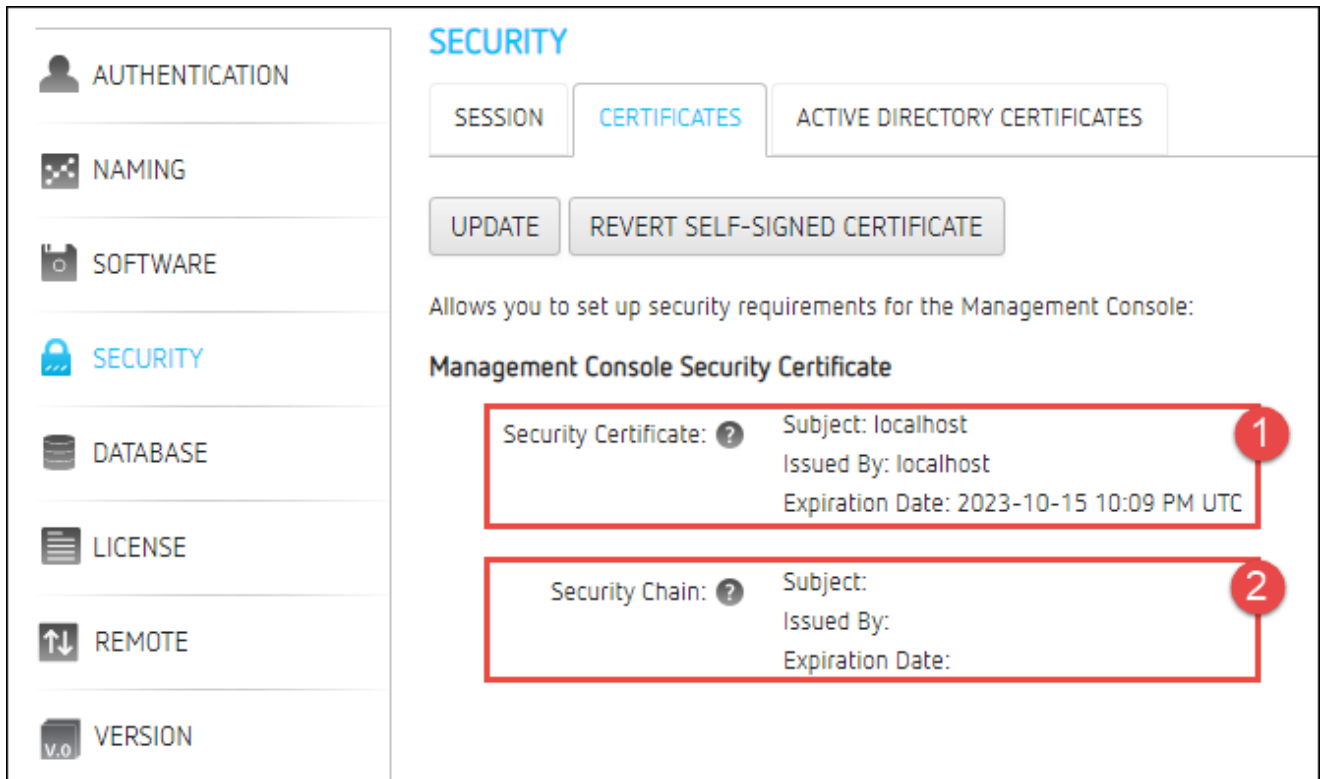 AUTHENTICATION
NAMING
SOFTWARE
SECURITY
DATABASE
LICENSE
REMOTE
V.0 VERSION
SECURITY
SESSION CERTIFICATES ACTIVE DIRECTORY CERTIFICATES
UPDATE REVERT SELF-SIGNED CERTIFICATE
Allows you to set up security requirements for the Management Console:
Management Console Security Certificate
Security Certificate: ? Subject: localhost 1
Issued By: localhost
Expiration Date: 2023-10-15 10:09 PM UTC
Security Chain: ? Subject: 2
Issued By:
Expiration Date: